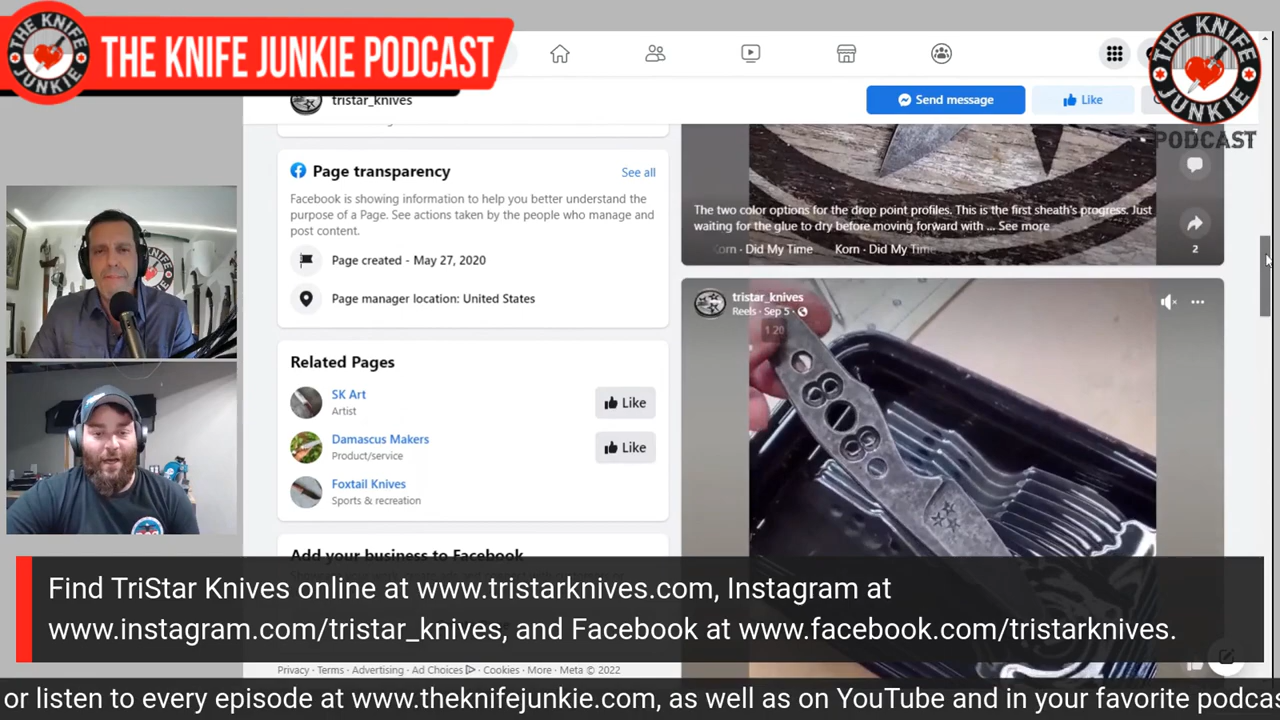 THE KNIFE JUNKIE
THE KNIFE JUNKIE PODCAST
THE KNIFE JUNKIE
PODCAST
tristar_knives
Send message
Like
Page transparency
See all
Facebook is showing information to help you better understand the
purpose of a Page. See actions taken by the people who manage and
post content.
Page created - May 27, 2020
Page manager location: United States
Related Pages
SK Art
Artist
Like
Damascus Makers
Product/service
Like
Foxtail Knives
Sports & recreation
Add your business to Facebook
The two color options for the drop point profiles. This is the first sheath's progress. Just
waiting for the glue to dry before moving forward with ... See more
Korn · Did My Time Korn · Did My Time
2
tristar_knives
Reels · Sep 5 ·
Find TriStar Knives online at www.tristarknives.com, Instagram at
www.instagram.com/tristar_knives, and Facebook at www.facebook.com/tristarknives.
Privacy · Terms · Advertising · Ad Choices · Cookies · More · Meta © 2022
or listen to every episode at www.theknifejunkie.com, as well as on YouTube and in your favorite podcas